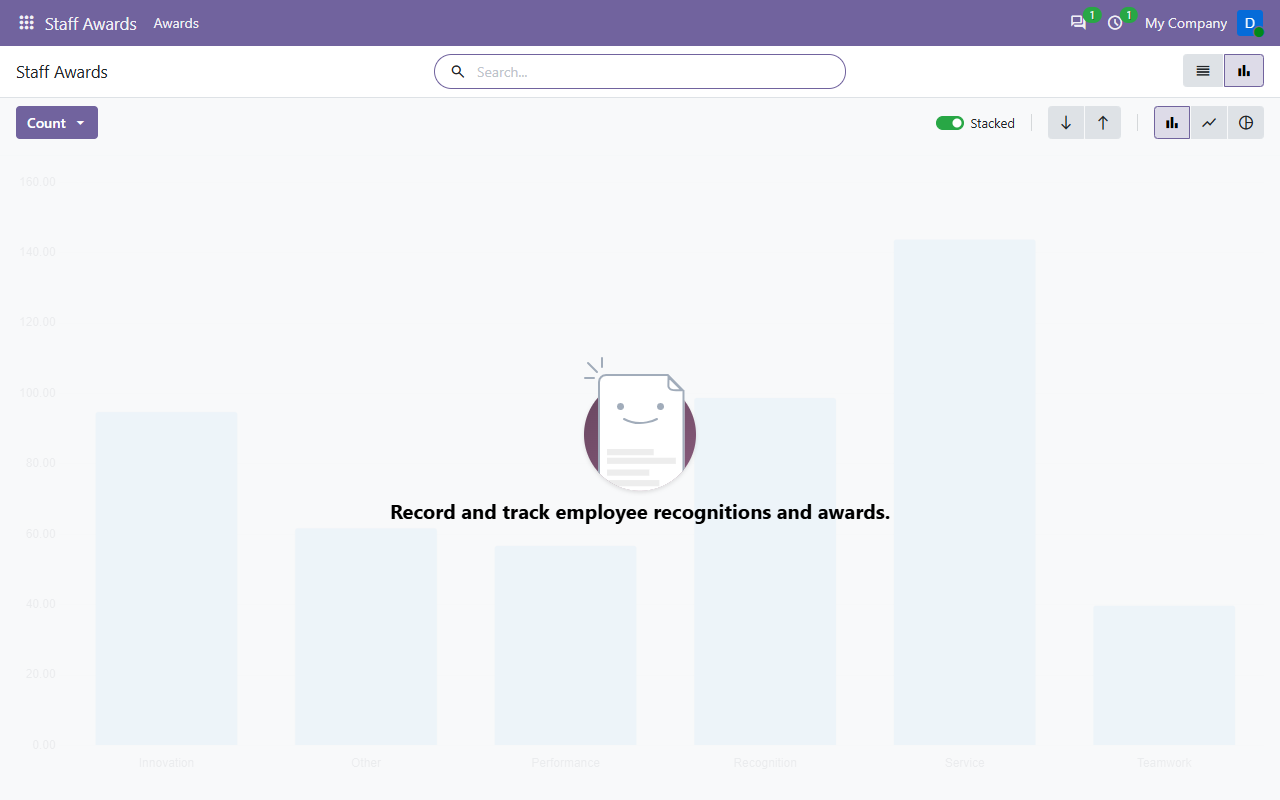 Staff Awards Awards 1 1 My Company D
Staff Awards Search...
Count Stacked
160.00
140.00
120.00
100.00
80.00
60.00
40.00
20.00
0.00
Record and track employee recognitions and awards.
Innovation Other Performance Recognition Service Teamwork